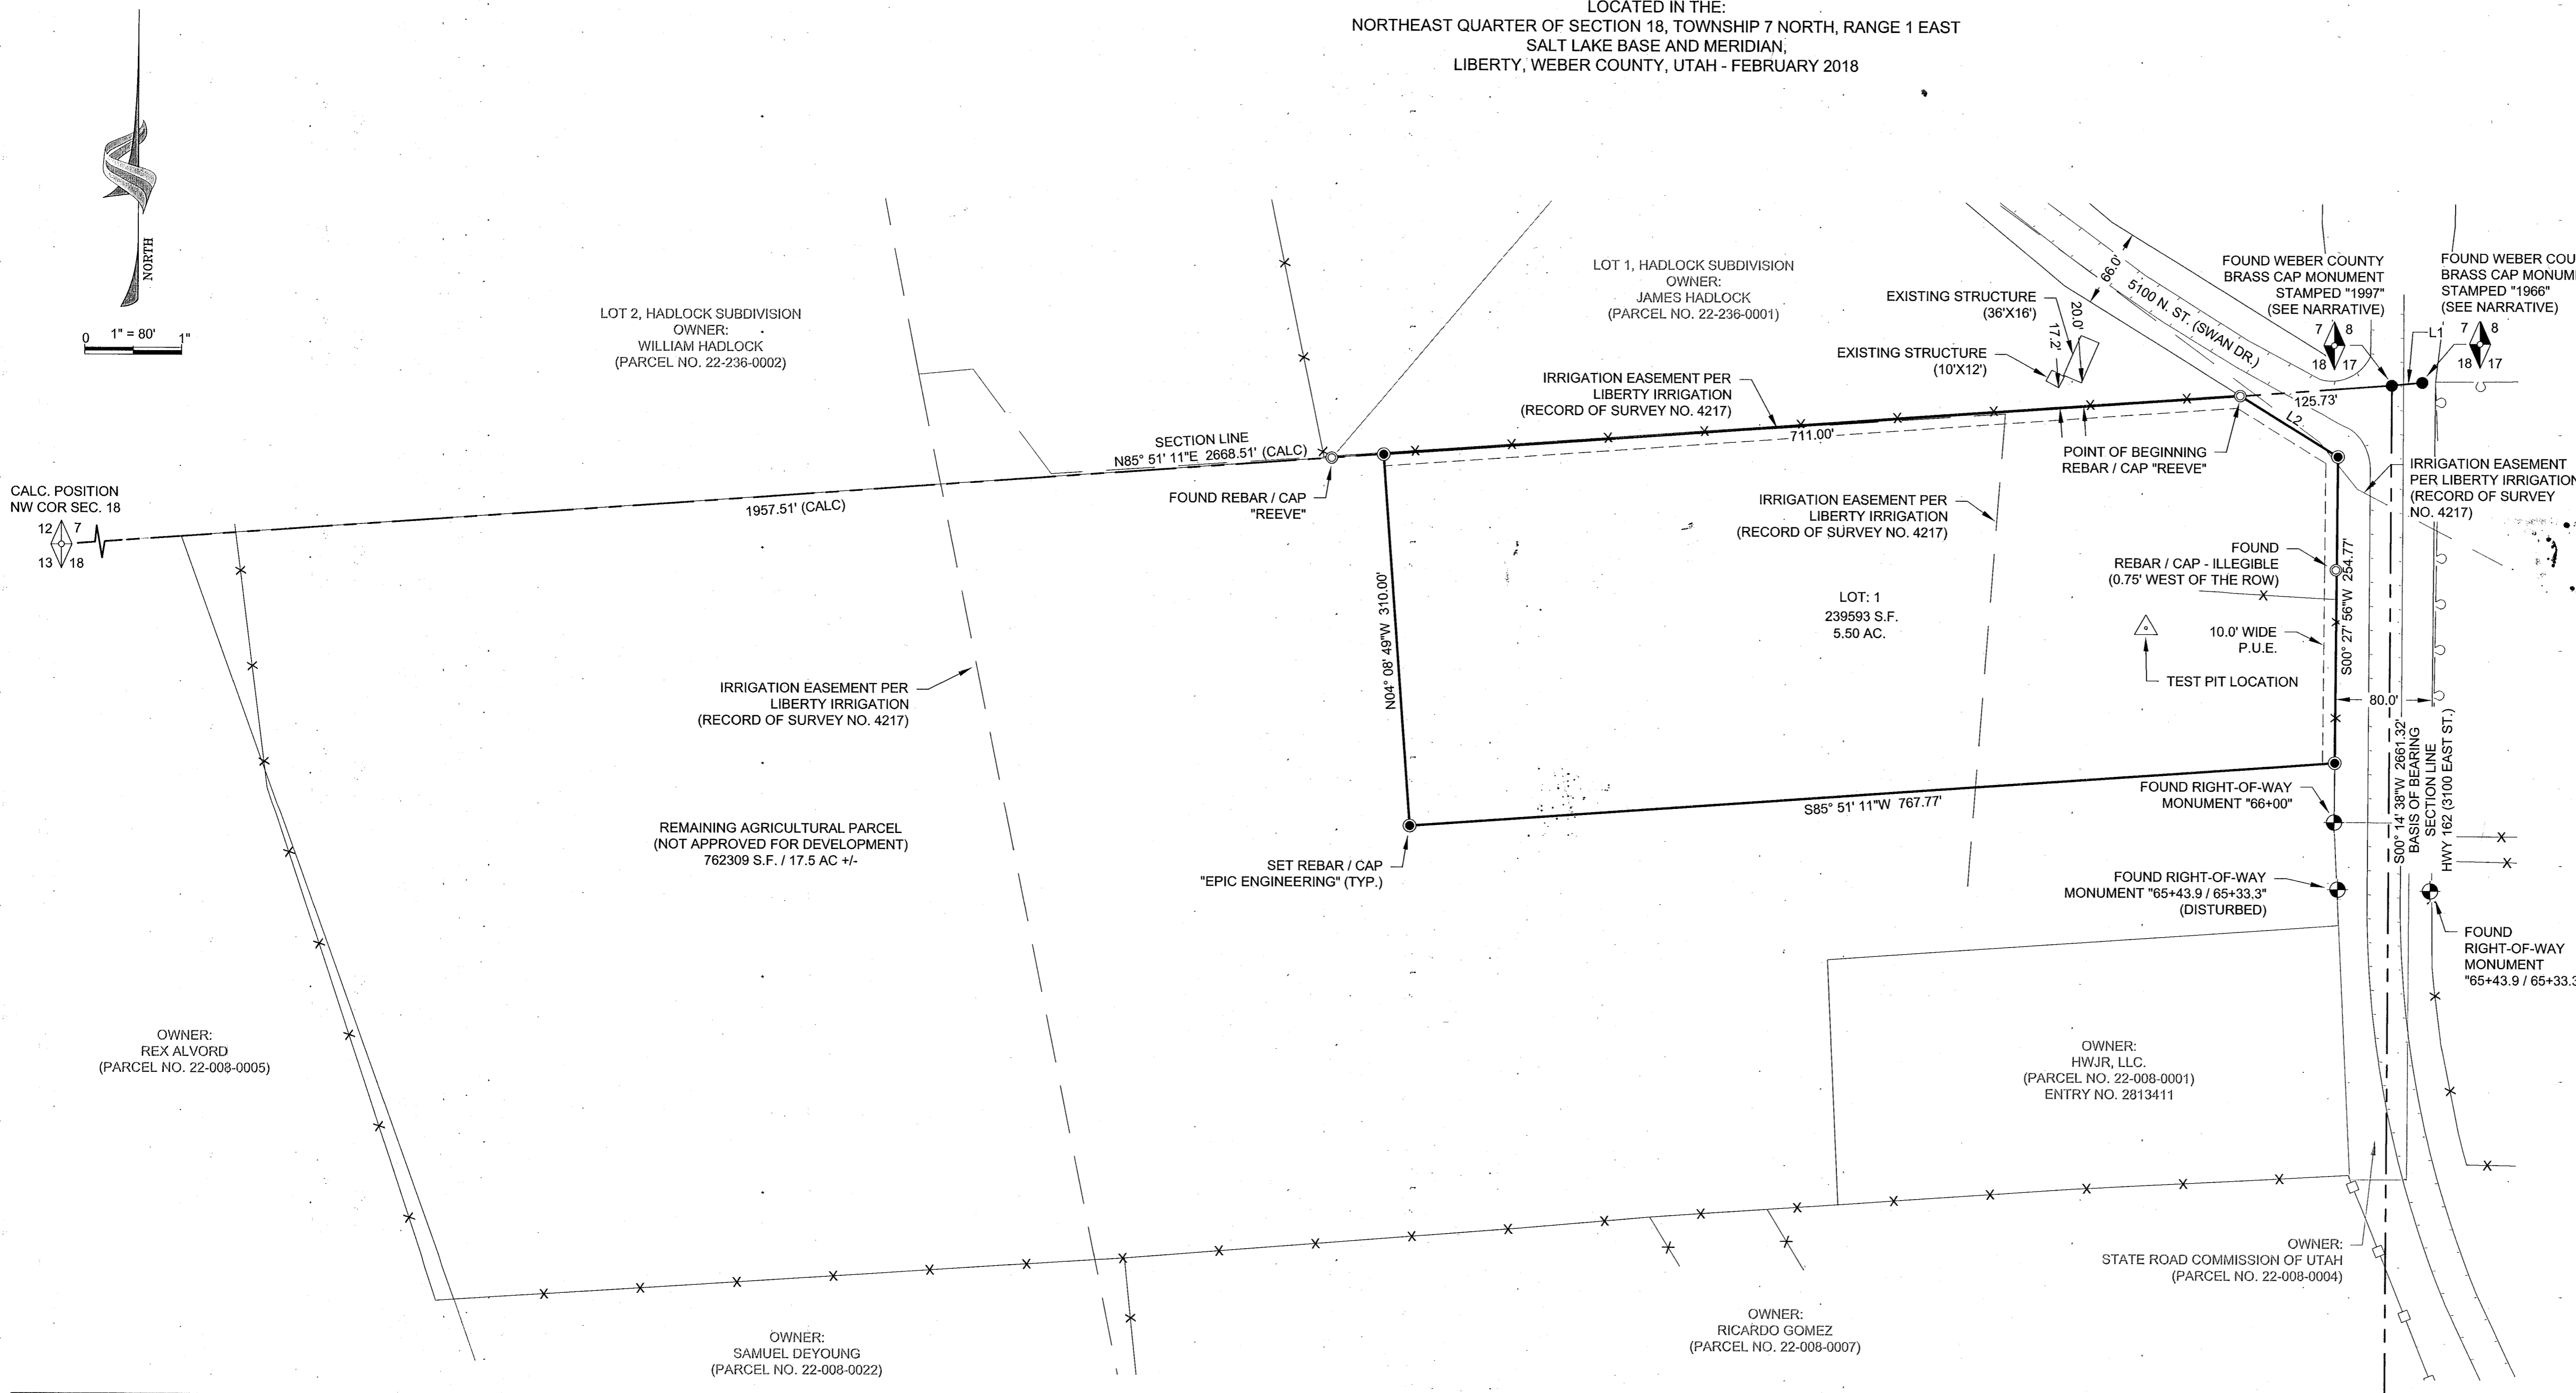 LOCATED IN THE:
NORTHEAST QUARTER OF SECTION 18, TOWNSHIP 7 NORTH, RANGE 1 EAST
SALT LAKE BASE AND MERIDIAN,
LIBERTY, WEBER COUNTY, UTAH - FEBRUARY 2018
NORTH
0 1" = 80' 1"
LOT 2, HADLOCK SUBDIVISION
OWNER:
WILLIAM HADLOCK
(PARCEL NO. 22-236-0002)
LOT 1, HADLOCK SUBDIVISION
OWNER:
JAMES HADLOCK
(PARCEL NO. 22-236-0001)
EXISTING STRUCTURE
(36'X16')
EXISTING STRUCTURE
(10'X12')
20.0'
17.2'
66.0'
5100 N. ST. (SWAN DR.)
FOUND WEBER COUNTY
BRASS CAP MONUMENT
STAMPED "1997"
(SEE NARRATIVE)
7 8
18 17
FOUND WEBER COU
BRASS CAP MONUM
STAMPED "1966"
(SEE NARRATIVE)
7 8
18 17
L1
125.73'
L2
IRRIGATION EASEMENT PER
LIBERTY IRRIGATION
(RECORD OF SURVEY NO. 4217)
711.00'
SECTION LINE
N85° 51' 11"E 2668.51' (CALC)
1957.51' (CALC)
CALC. POSITION
NW COR SEC. 18
12 7
13 18
FOUND REBAR / CAP
"REEVE"
POINT OF BEGINNING
REBAR / CAP "REEVE"
IRRIGATION EASEMENT
PER LIBERTY IRRIGATION
(RECORD OF SURVEY
NO. 4217)
IRRIGATION EASEMENT PER
LIBERTY IRRIGATION
(RECORD OF SURVEY NO. 4217)
FOUND
REBAR / CAP - ILLEGIBLE
(0.75' WEST OF THE ROW)
S00° 27' 56"W 254.77'
N04° 08' 49"W 310.00'
LOT: 1
239593 S.F.
5.50 AC.
10.0' WIDE
P.U.E.
TEST PIT LOCATION
80.0'
IRRIGATION EASEMENT PER
LIBERTY IRRIGATION
(RECORD OF SURVEY NO. 4217)
S85° 51' 11"W 767.77'
FOUND RIGHT-OF-WAY
MONUMENT "66+00"
S00° 14' 38"W 2661.32'
BASIS OF BEARING
SECTION LINE
HWY 162 (3100 EAST ST.)
REMAINING AGRICULTURAL PARCEL
(NOT APPROVED FOR DEVELOPMENT)
762309 S.F. / 17.5 AC +/-
SET REBAR / CAP
"EPIC ENGINEERING" (TYP.)
FOUND RIGHT-OF-WAY
MONUMENT "65+43.9 / 65+33.3"
(DISTURBED)
FOUND
RIGHT-OF-WAY
MONUMENT
"65+43.9 / 65+33.3
OWNER:
REX ALVORD
(PARCEL NO. 22-008-0005)
OWNER:
HWJR, LLC.
(PARCEL NO. 22-008-0001)
ENTRY NO. 2813411
OWNER:
STATE ROAD COMMISSION OF UTAH
(PARCEL NO. 22-008-0004)
OWNER:
SAMUEL DEYOUNG
(PARCEL NO. 22-008-0022)
OWNER:
RICARDO GOMEZ
(PARCEL NO. 22-008-0007)